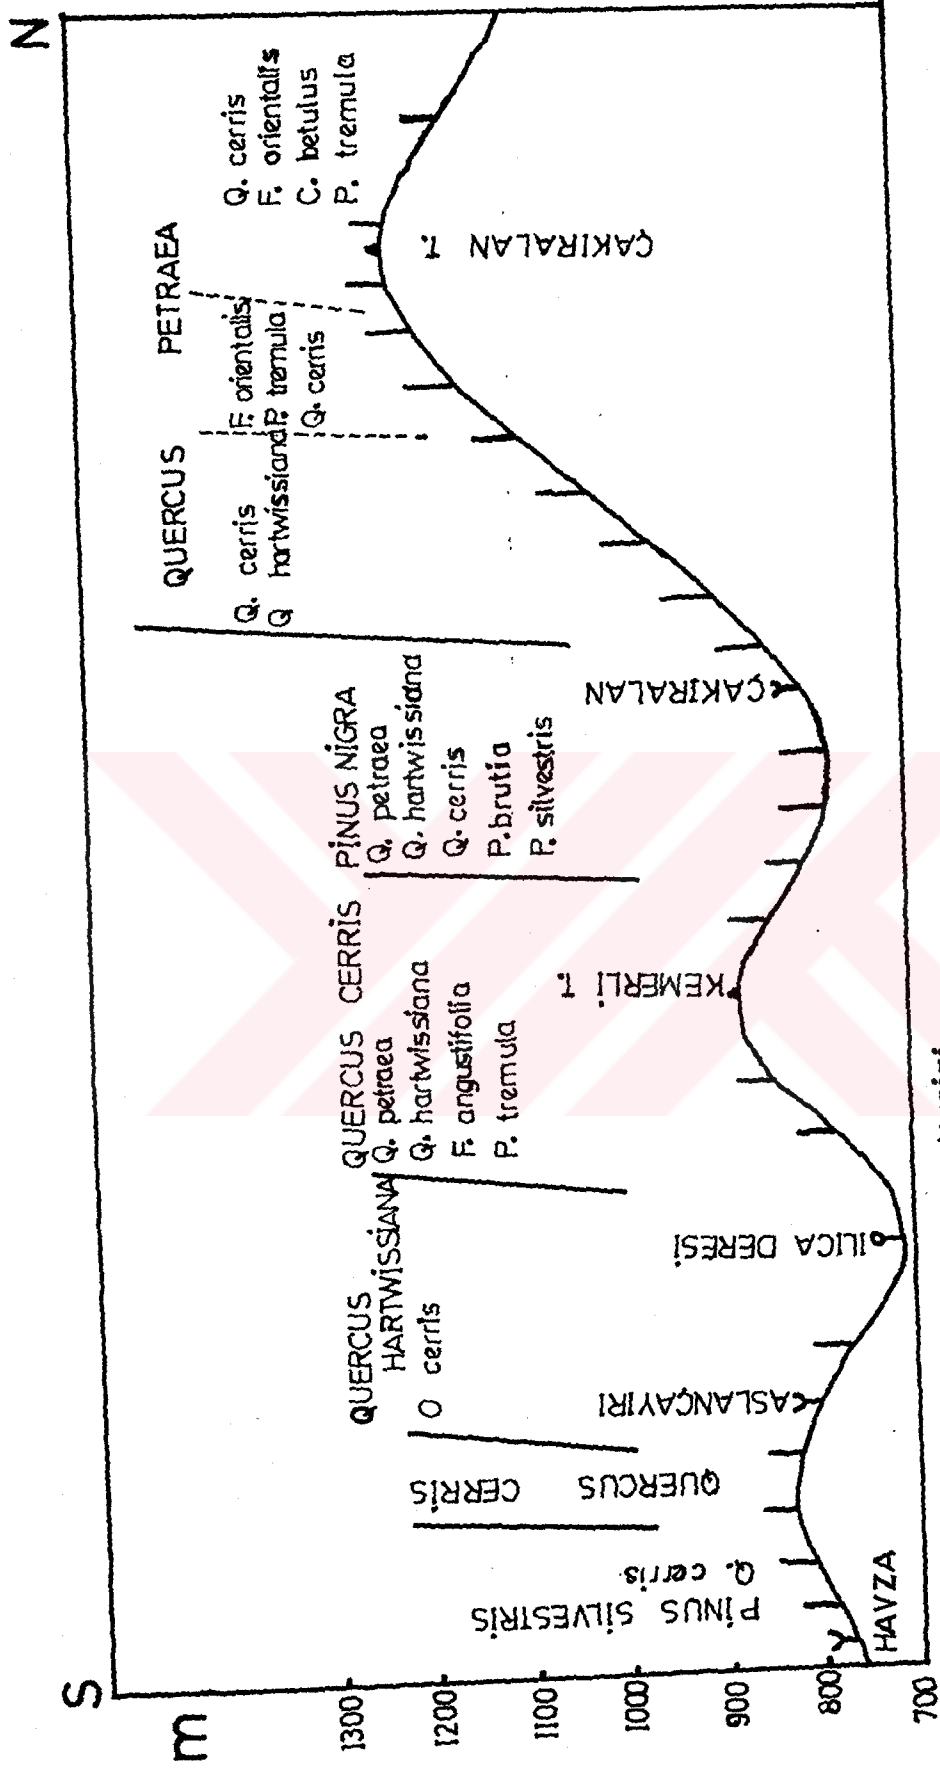 S
N
m
1300
1200
1100
1000
900
800
700
PİNUS SİLVESTRİS
Q. cerris
HAVZA
QUERCUS
CERRİS
ASLANÇAYIRI
QUERCUS
HARTWİSSİANA
Q cerris
ILICA DERESİ
QUERCUS CERRİS
Q. petraea
Q. hartwissiana
F. angustifolia
P. tremula
KEMERLİ T.
PİNUS NİGRA
Q. petraea
Q. hartwissiana
Q. cerris
P. brutia
P. silvestris
ÇAKIRALAN
QUERCUS PETRAEA
Q. cerris
Q hartwissiana
F. orientalis
P. tremula
Q. cerris
ÇAKIRALAN T.
Q. cerris
F. orientalis
C. betulus
P. tremula